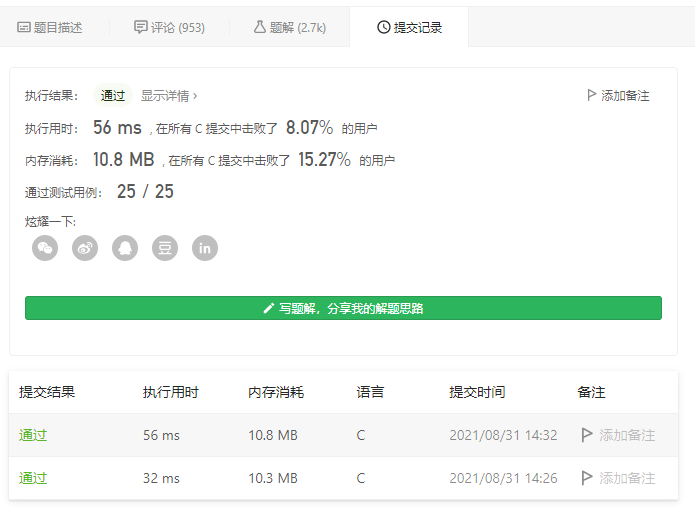 题目描述 评论 (953) 题解 (2.7k) 提交记录
执行结果： 通过 显示详情 › 添加备注
执行用时： 56 ms , 在所有 C 提交中击败了 8.07% 的用户
内存消耗： 10.8 MB , 在所有 C 提交中击败了 15.27% 的用户
通过测试用例： 25 / 25
炫耀一下:
豆 in
写题解，分享我的解题思路
提交结果 执行用时 内存消耗 语言 提交时间 备注
通过 56 ms 10.8 MB C 2021/08/31 14:32 添加备注
通过 32 ms 10.3 MB C 2021/08/31 14:26 添加备注